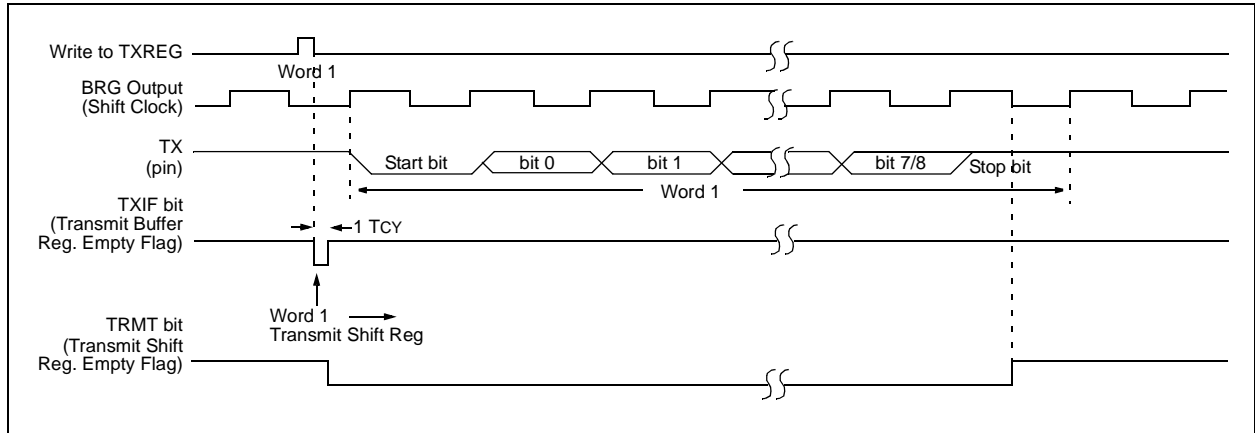 Write to TXREG
Word 1
BRG Output
(Shift Clock)
TX
(pin)
Start bit
bit 0
bit 1
bit 7/8
Stop bit
Word 1
TXIF bit
(Transmit Buffer
Reg. Empty Flag)
1 TCY
Word 1
Transmit Shift Reg
TRMT bit
(Transmit Shift
Reg. Empty Flag)